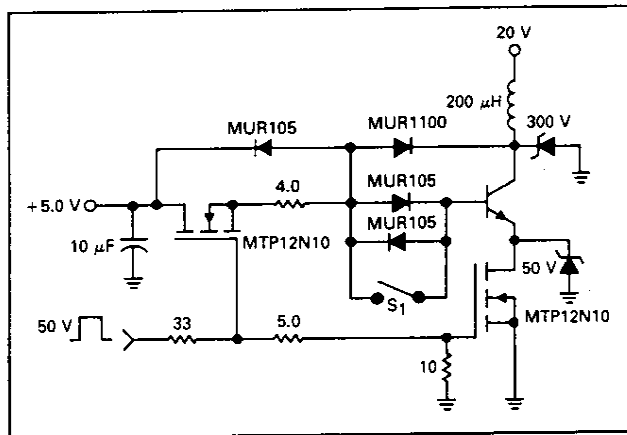 20 V
200 μH
MUR105
MUR1100
300 V
4.0
MUR105
+5.0 V
MUR105
10 μF
MTP12N10
50 V
S1
50 V
33
5.0
MTP12N10
10